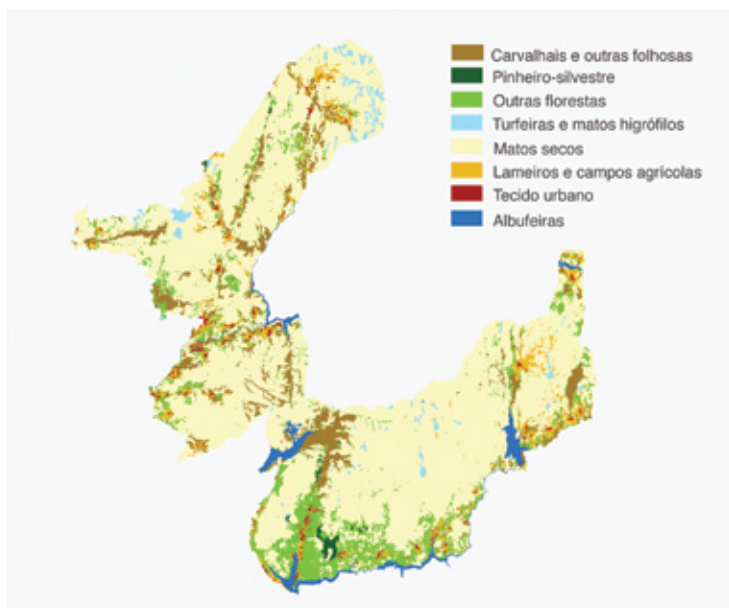 Carvalhais e outras folhosas
Pinheiro-silvestre
Outras florestas
Turfeiras e matos higrófilos
Matos secos
Lameiros e campos agrícolas
Tecido urbano
Albufeiras